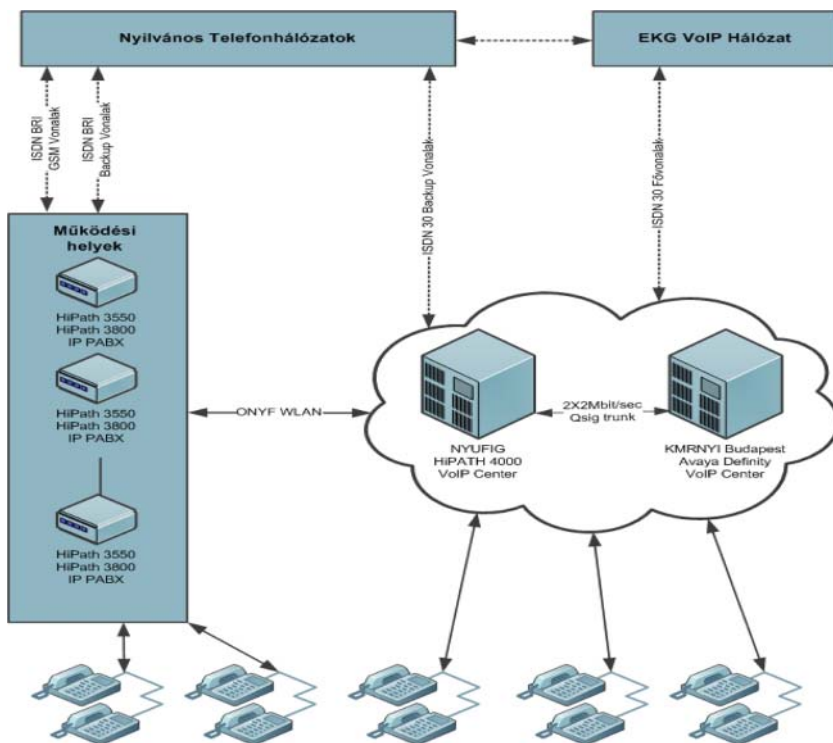 Nyilvános Telefonhálózatok
EKG VoIP Hálózat
ISDN BRI
GSM Vonalak
ISDN BRI
Backup Vonalak
ISDN 30 Backup Vonalak
ISDN 30 Fővonalak
Működési
helyek
HiPath 3550
HiPath 3800
IP PABX
HiPath 3550
HiPath 3800
IP PABX
HiPath 3550
HiPath 3800
IP PABX
ONYF WLAN
2X2Mbit/sec
Qsig trunk
NYUFIG
HiPATH 4000
VoIP Center
KMRNYI Budapest
Avaya Definity
VoIP Center